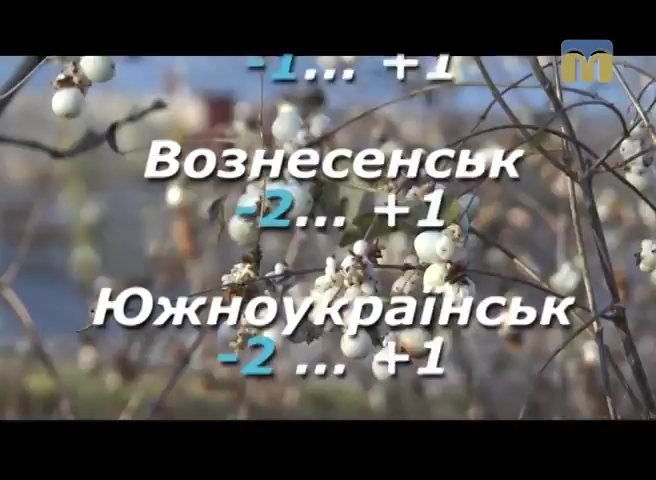 -1... +1
Вознесенськ
-2... +1
Южноукраїнськ
-2 ... +1